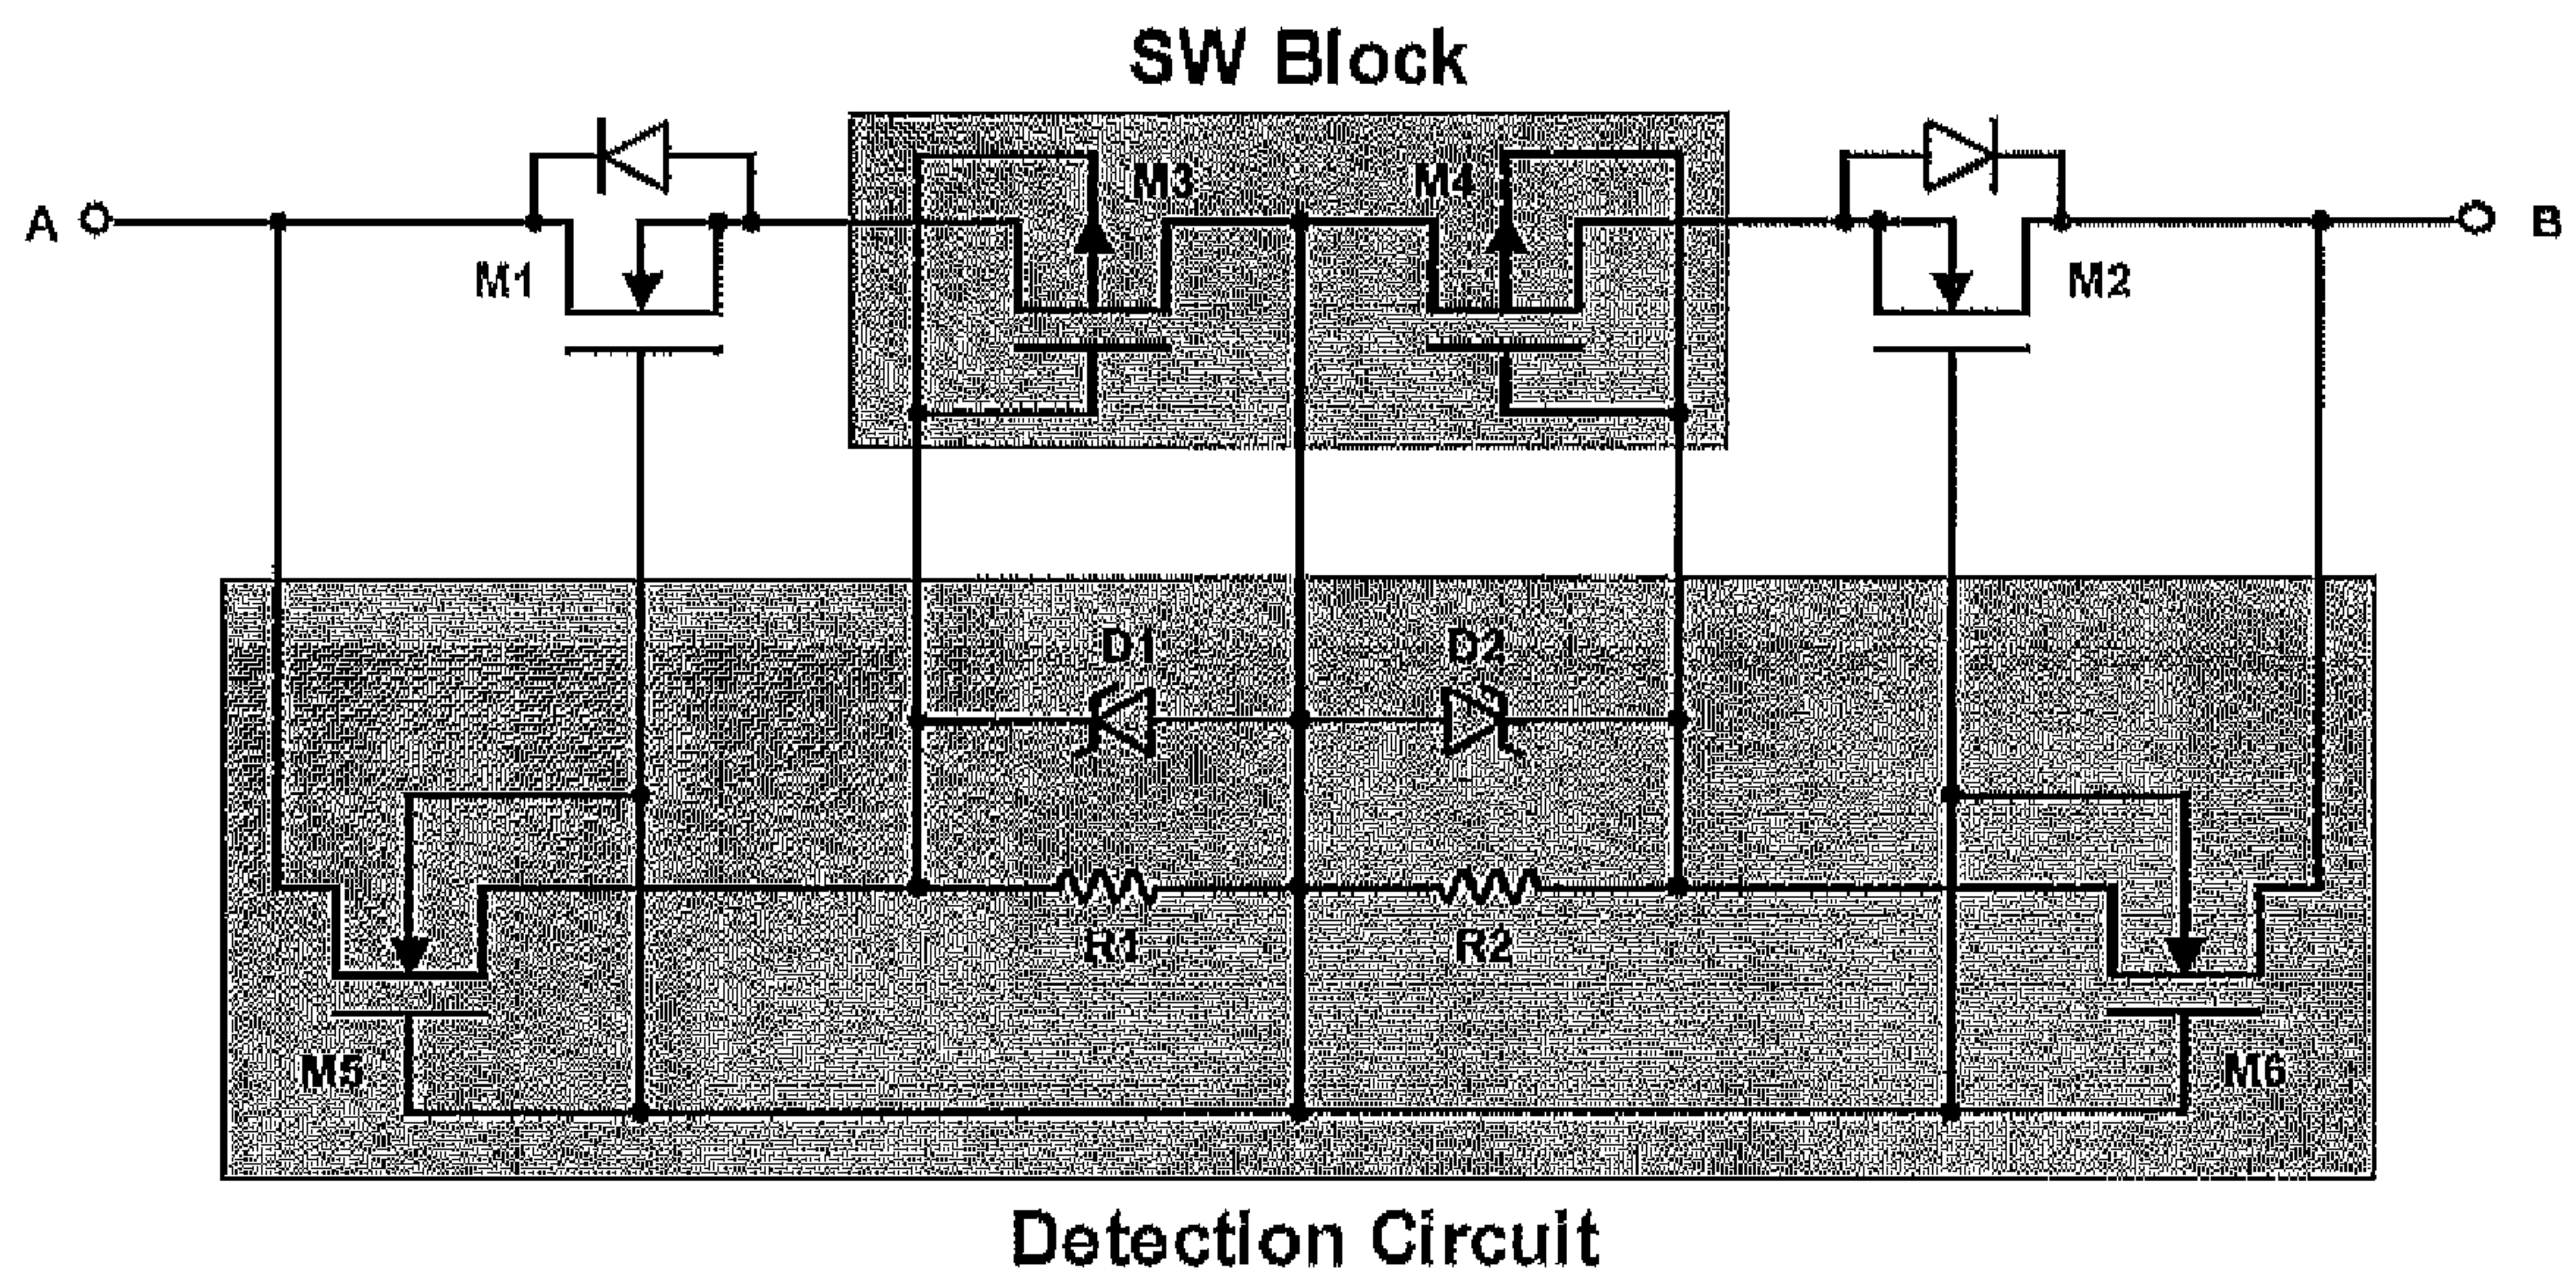 SW Block
M3
M4
A
B
M1
M2
D1
D2
R1
R2
M5
M6
Detection Circuit